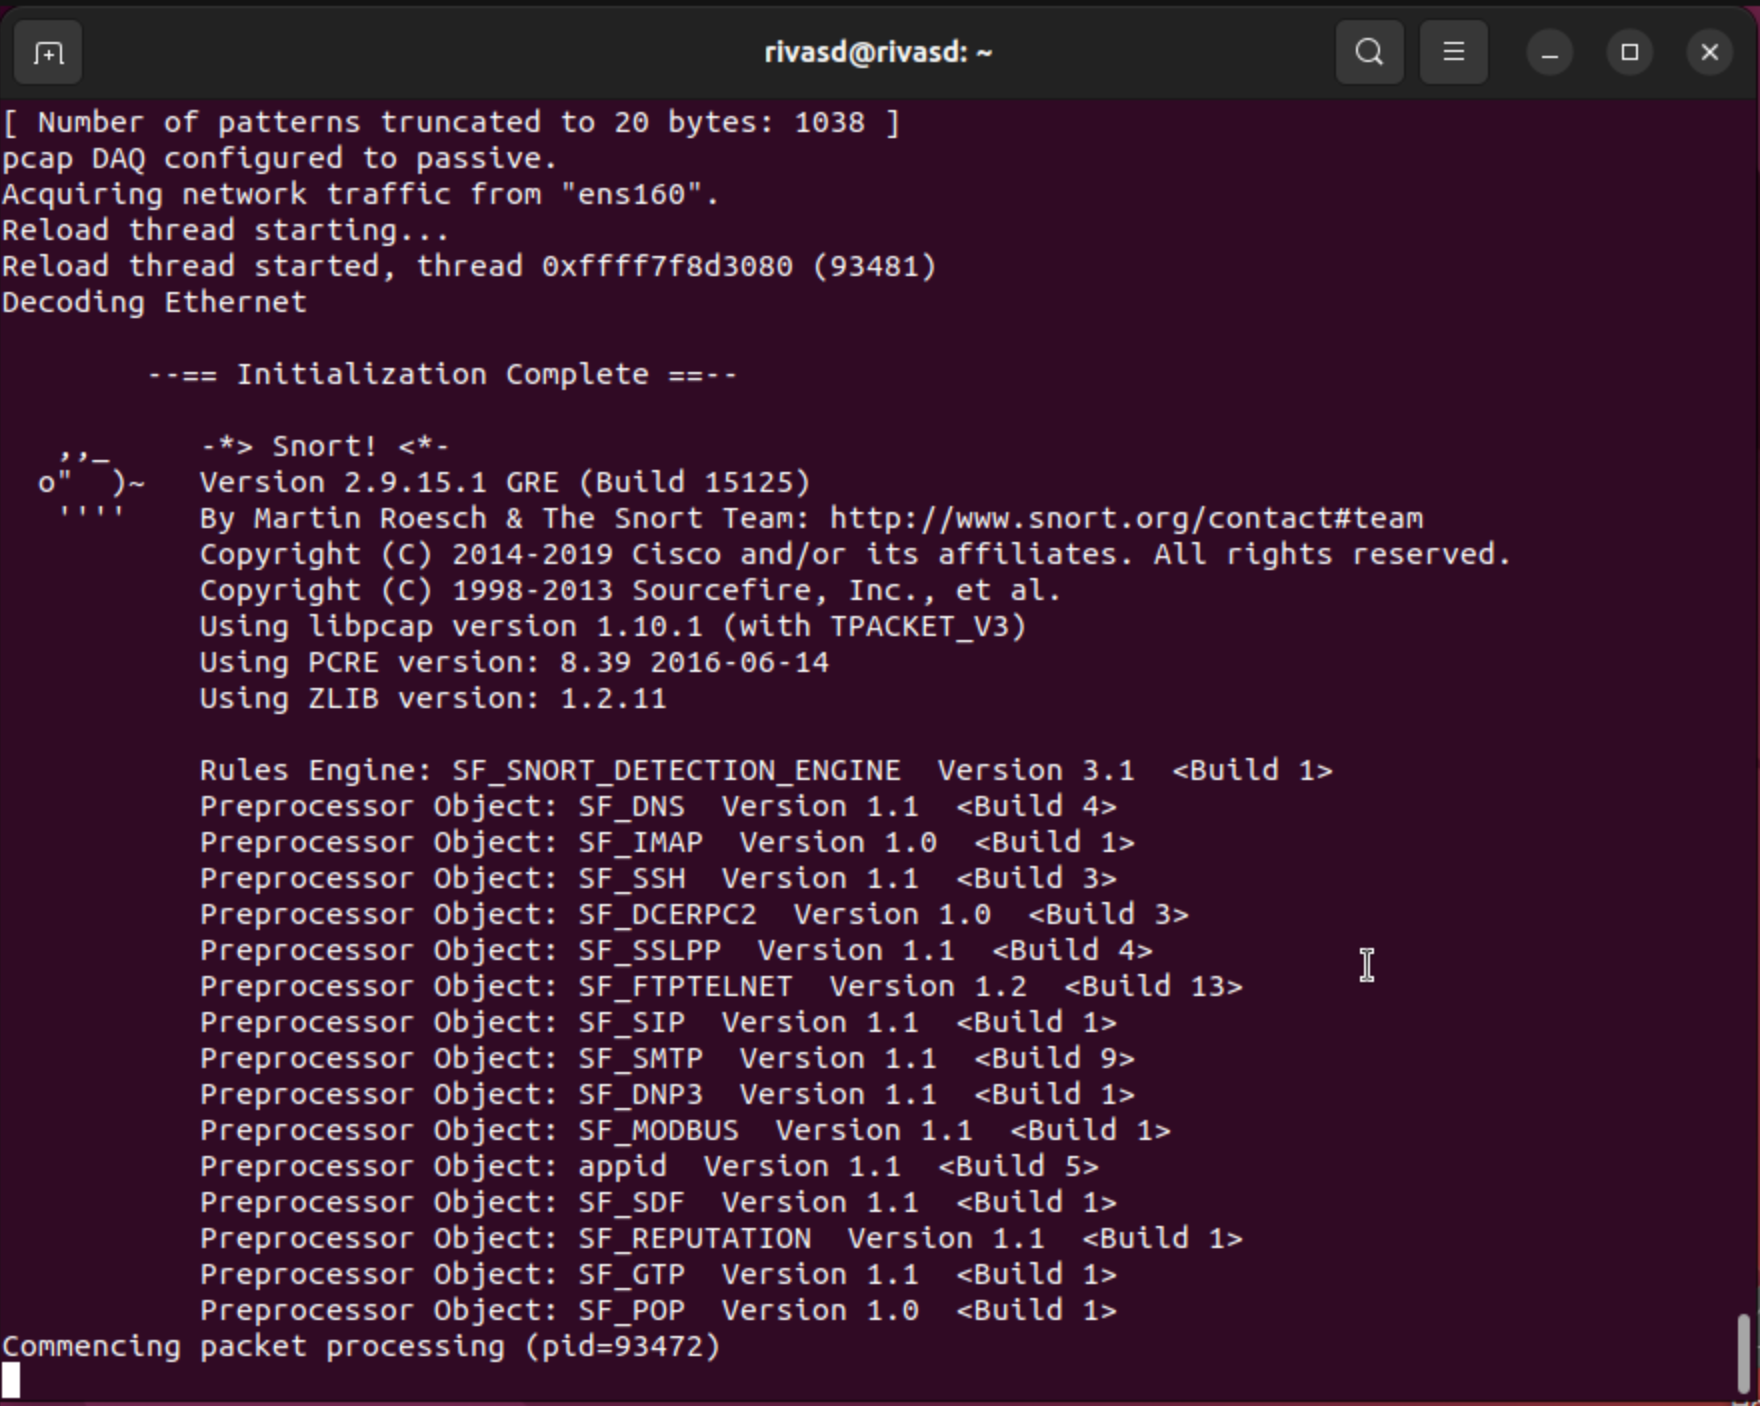 rivasd@rivasd: ~
[ Number of patterns truncated to 20 bytes: 1038 ]
pcap DAQ configured to passive.
Acquiring network traffic from "ens160".
Reload thread starting...
Reload thread started, thread 0xffff7f8d3080 (93481)
Decoding Ethernet
--== Initialization Complete ==--
,,_ -*> Snort! <*-
o" )~ Version 2.9.15.1 GRE (Build 15125)
'''' By Martin Roesch & The Snort Team: http://www.snort.org/contact#team
Copyright (C) 2014-2019 Cisco and/or its affiliates. All rights reserved.
Copyright (C) 1998-2013 Sourcefire, Inc., et al.
Using libpcap version 1.10.1 (with TPACKET_V3)
Using PCRE version: 8.39 2016-06-14
Using ZLIB version: 1.2.11
Rules Engine: SF_SNORT_DETECTION_ENGINE Version 3.1 <Build 1>
Preprocessor Object: SF_DNS Version 1.1 <Build 4>
Preprocessor Object: SF_IMAP Version 1.0 <Build 1>
Preprocessor Object: SF_SSH Version 1.1 <Build 3>
Preprocessor Object: SF_DCERPC2 Version 1.0 <Build 3>
Preprocessor Object: SF_SSLPP Version 1.1 <Build 4>
Preprocessor Object: SF_FTPTELNET Version 1.2 <Build 13>
Preprocessor Object: SF_SIP Version 1.1 <Build 1>
Preprocessor Object: SF_SMTP Version 1.1 <Build 9>
Preprocessor Object: SF_DNP3 Version 1.1 <Build 1>
Preprocessor Object: SF_MODBUS Version 1.1 <Build 1>
Preprocessor Object: appid Version 1.1 <Build 5>
Preprocessor Object: SF_SDF Version 1.1 <Build 1>
Preprocessor Object: SF_REPUTATION Version 1.1 <Build 1>
Preprocessor Object: SF_GTP Version 1.1 <Build 1>
Preprocessor Object: SF_POP Version 1.0 <Build 1>
Commencing packet processing (pid=93472)